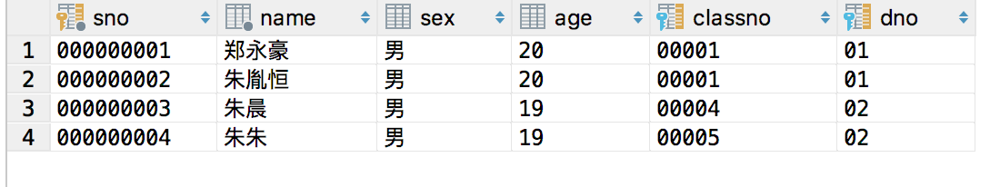 sno name sex age classno dno
1 000000001 郑永豪 男 20 00001 01
2 000000002 朱胤恒 男 20 00001 01
3 000000003 朱晨 男 19 00004 02
4 000000004 朱朱 男 19 00005 02